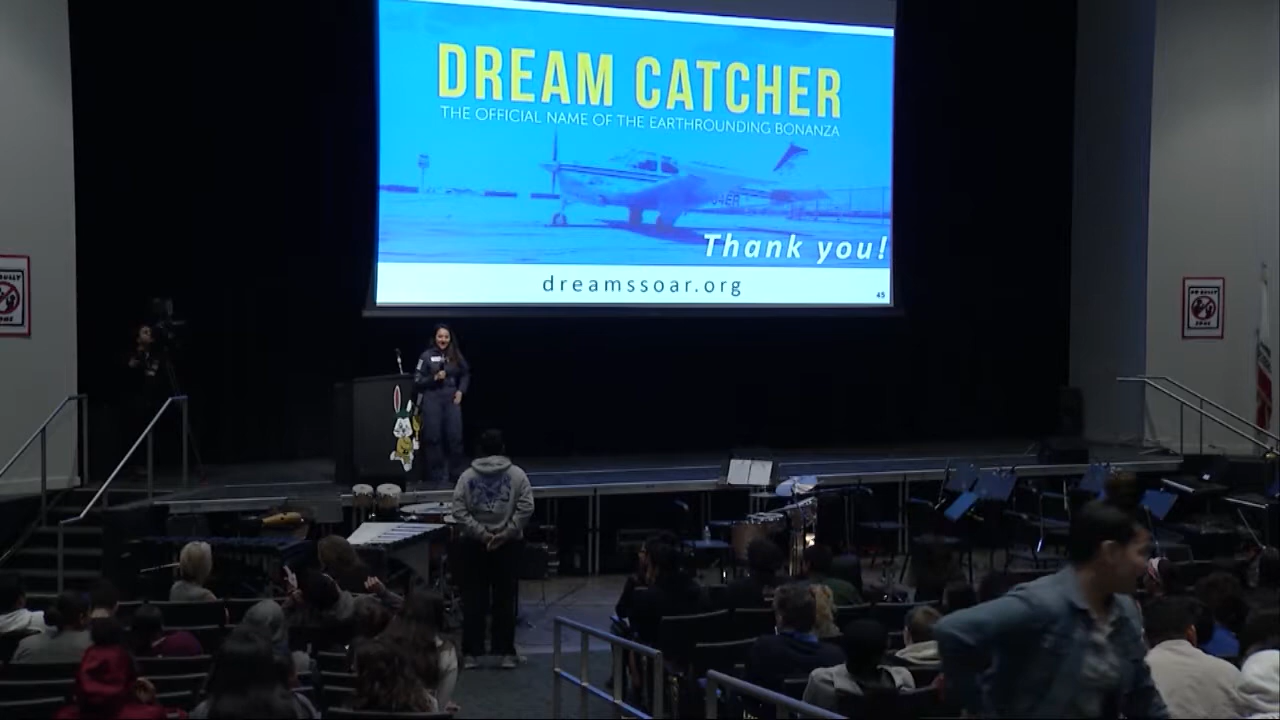 DREAM CATCHER
THE OFFICIAL NAME OF THE EARTHROUNDING BONANZA
Thank you!
dreamssoar.org
45